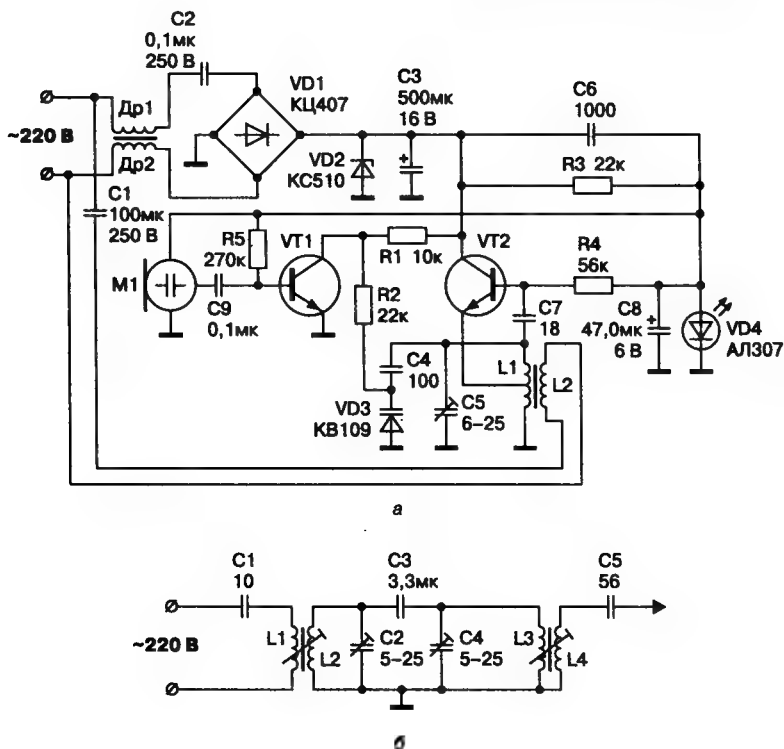 C2
0,1мк
250 В
VD1
КЦ407
C3
500мк
16 В
C6
1000
Др1
~220 В
Др2
VD2
КС510
R3 22к
C1
100мк
250 В
R5
270к
VT1
R1 10к
VT2
R4
56к
М1
C9
0,1мк
R2
22к
C7
18
C8
47,0мк
6 В
VD4
АЛ307
C4
100
L1
L2
VD3
КВ109
C5
6–25
а
C1
10
C3
3,3мк
C5
56
~220 В
L1
L2
C2
5–25
C4
5–25
L3
L4
б